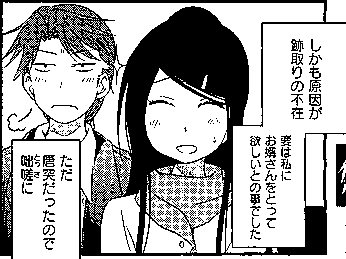 しかも原因が
跡取りの不在
妻は私に
お婿さんをとって
欲しいとの事でした
ただ
唐突だったので
咄嗟に